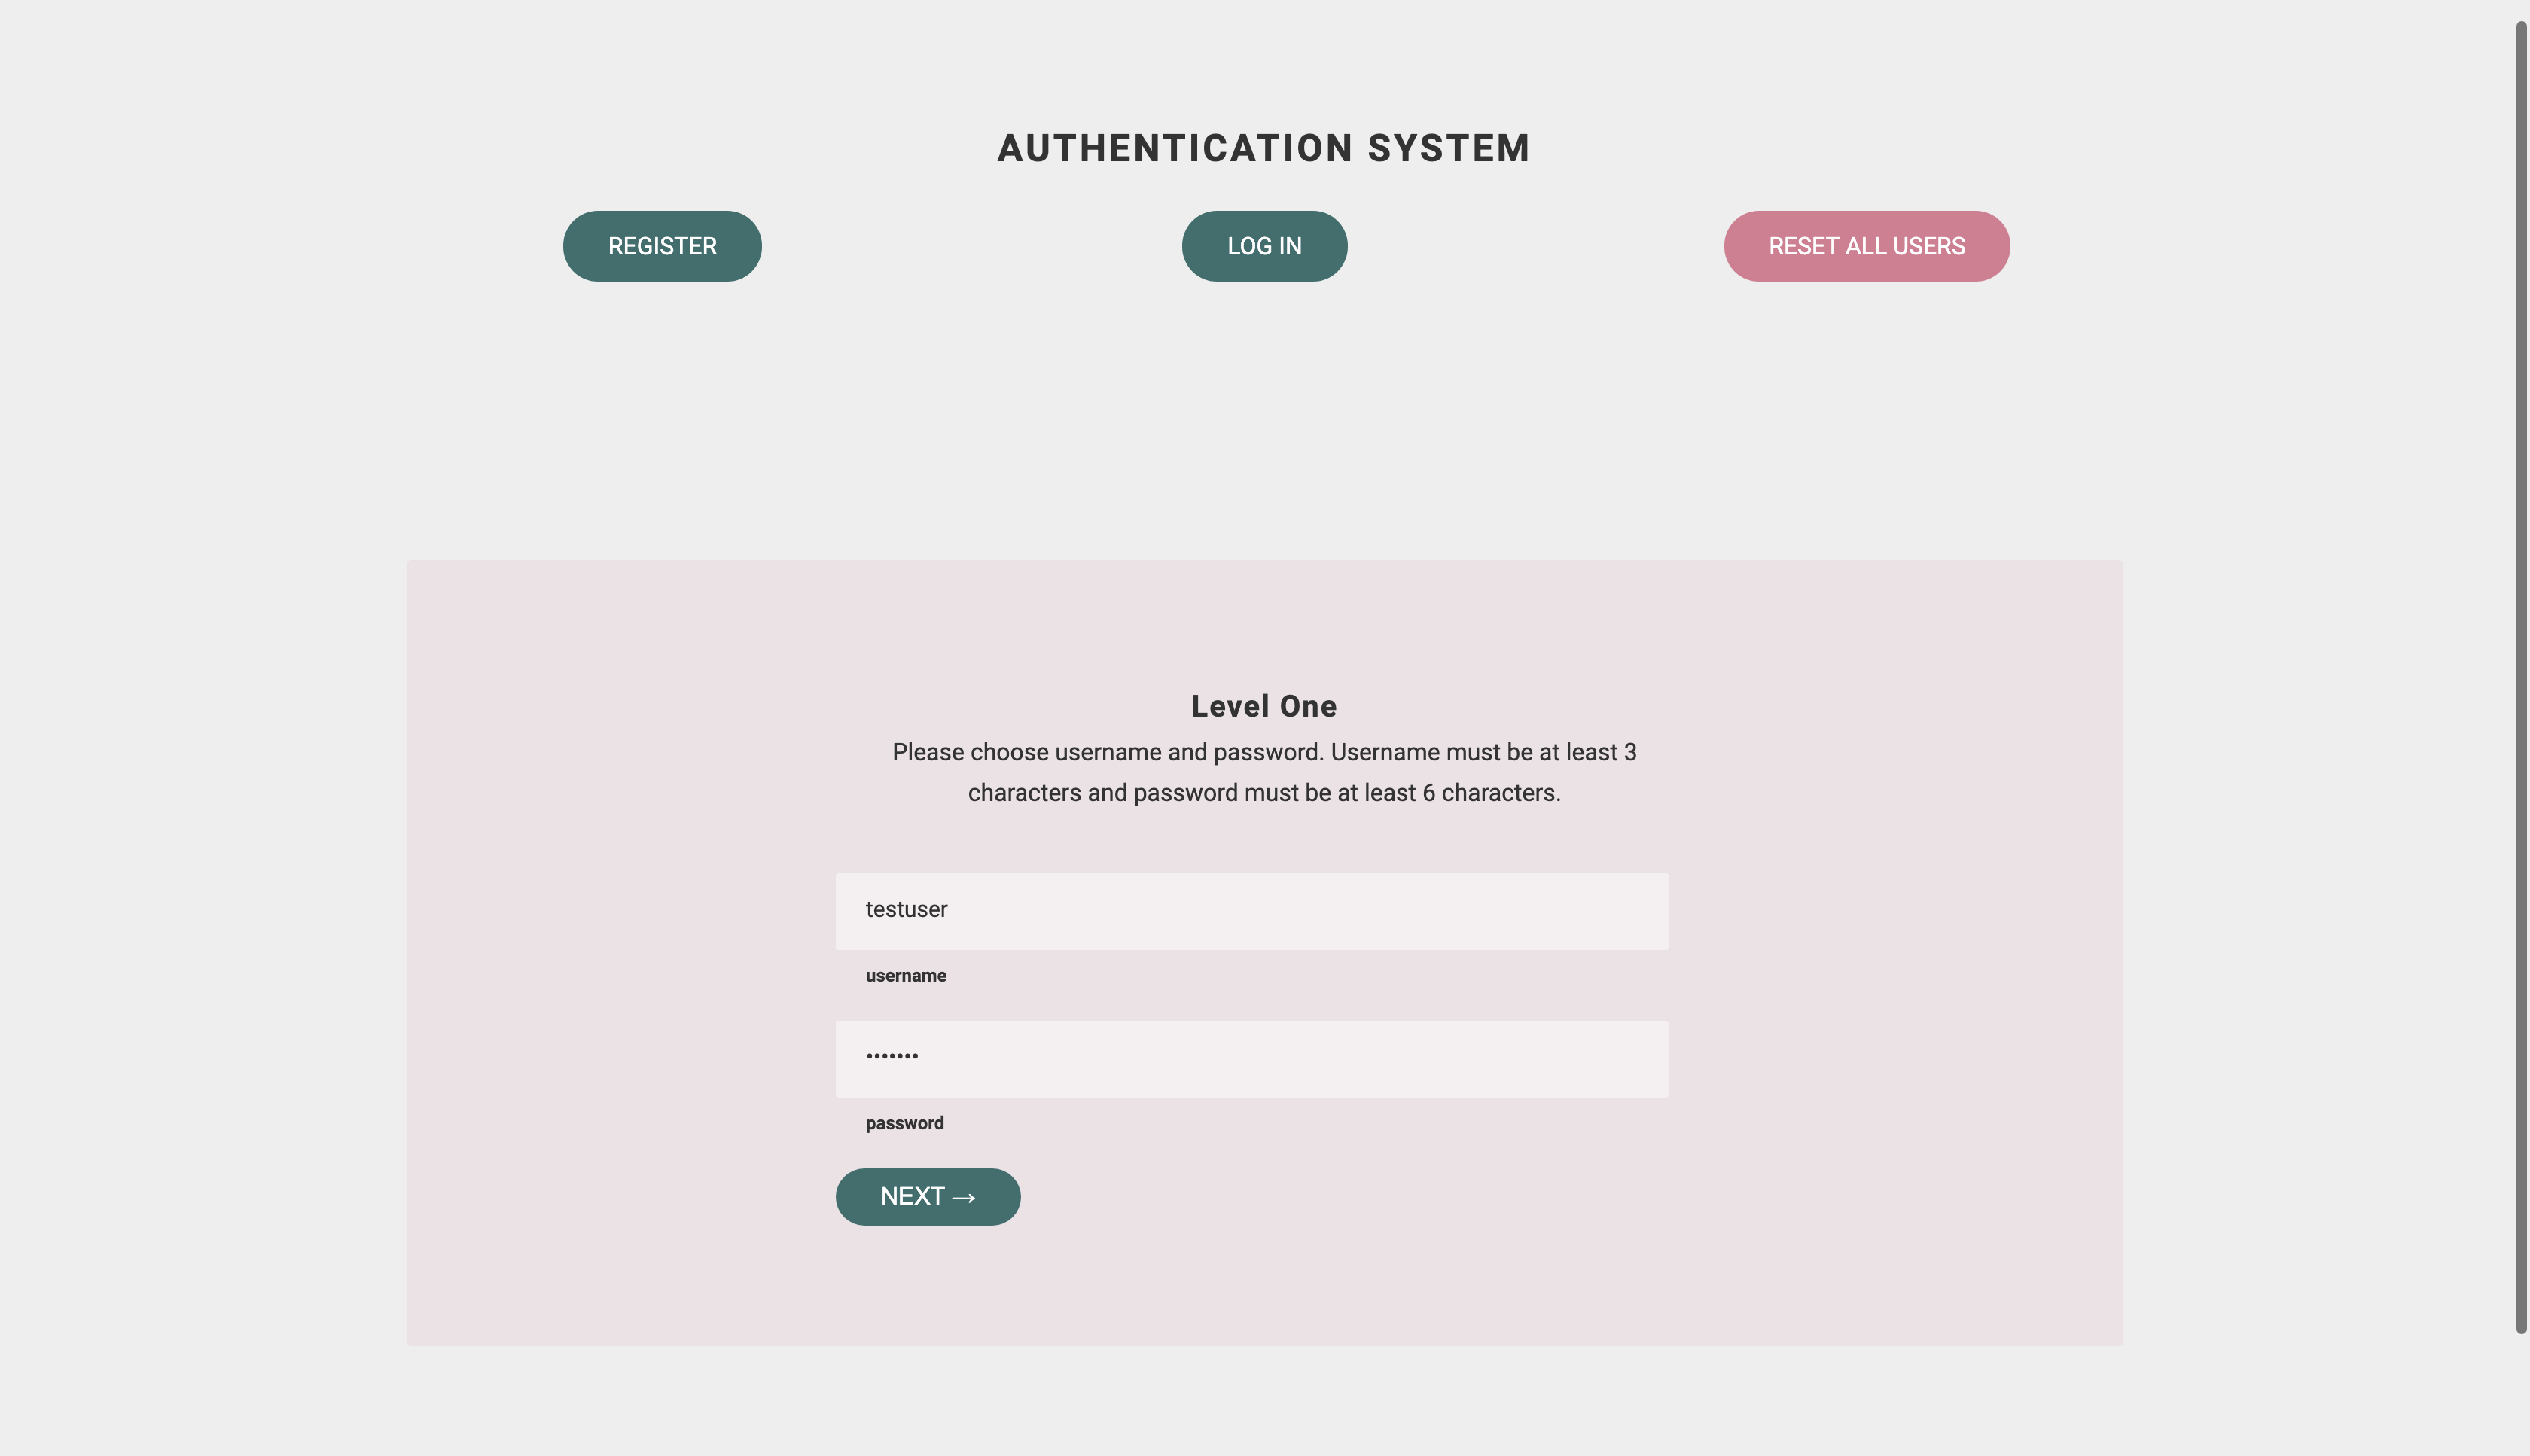 AUTHENTICATION SYSTEM
REGISTER
LOG IN
RESET ALL USERS
Level One
Please choose username and password. Username must be at least 3
characters and password must be at least 6 characters.
testuser
username
•••••••
password
NEXT →